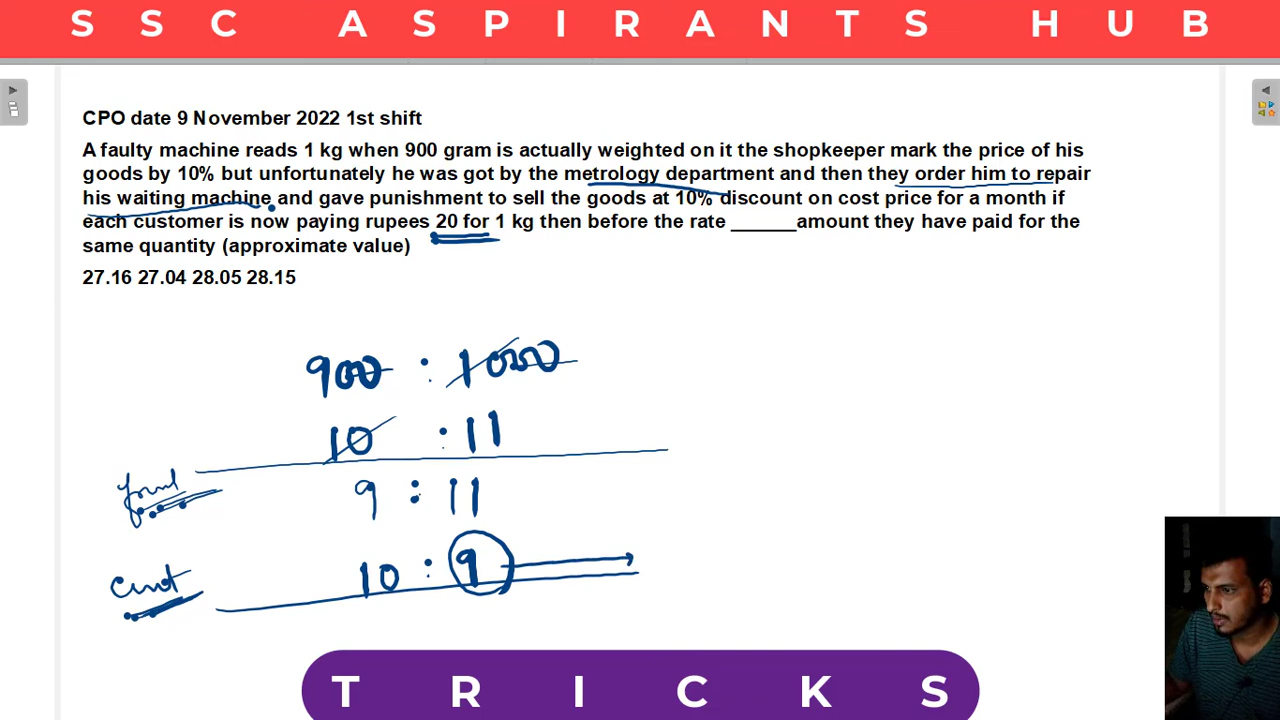 SSC ASPIRANTS HUB
CPO date 9 November 2022 1st shift
A faulty machine reads 1 kg when 900 gram is actually weighted on it the shopkeeper mark the price of his
goods by 10% but unfortunately he was got by the metrology department and then they order him to repair
his waiting machine and gave punishment to sell the goods at 10% discount on cost price for a month if
each customer is now paying rupees 20 for 1 kg then before the rate ______amount they have paid for the
same quantity (approximate value)
27.16 27.04 28.05 28.15
900 : 1000
10 : 11
9 : 11
10 : 9
TRICKS